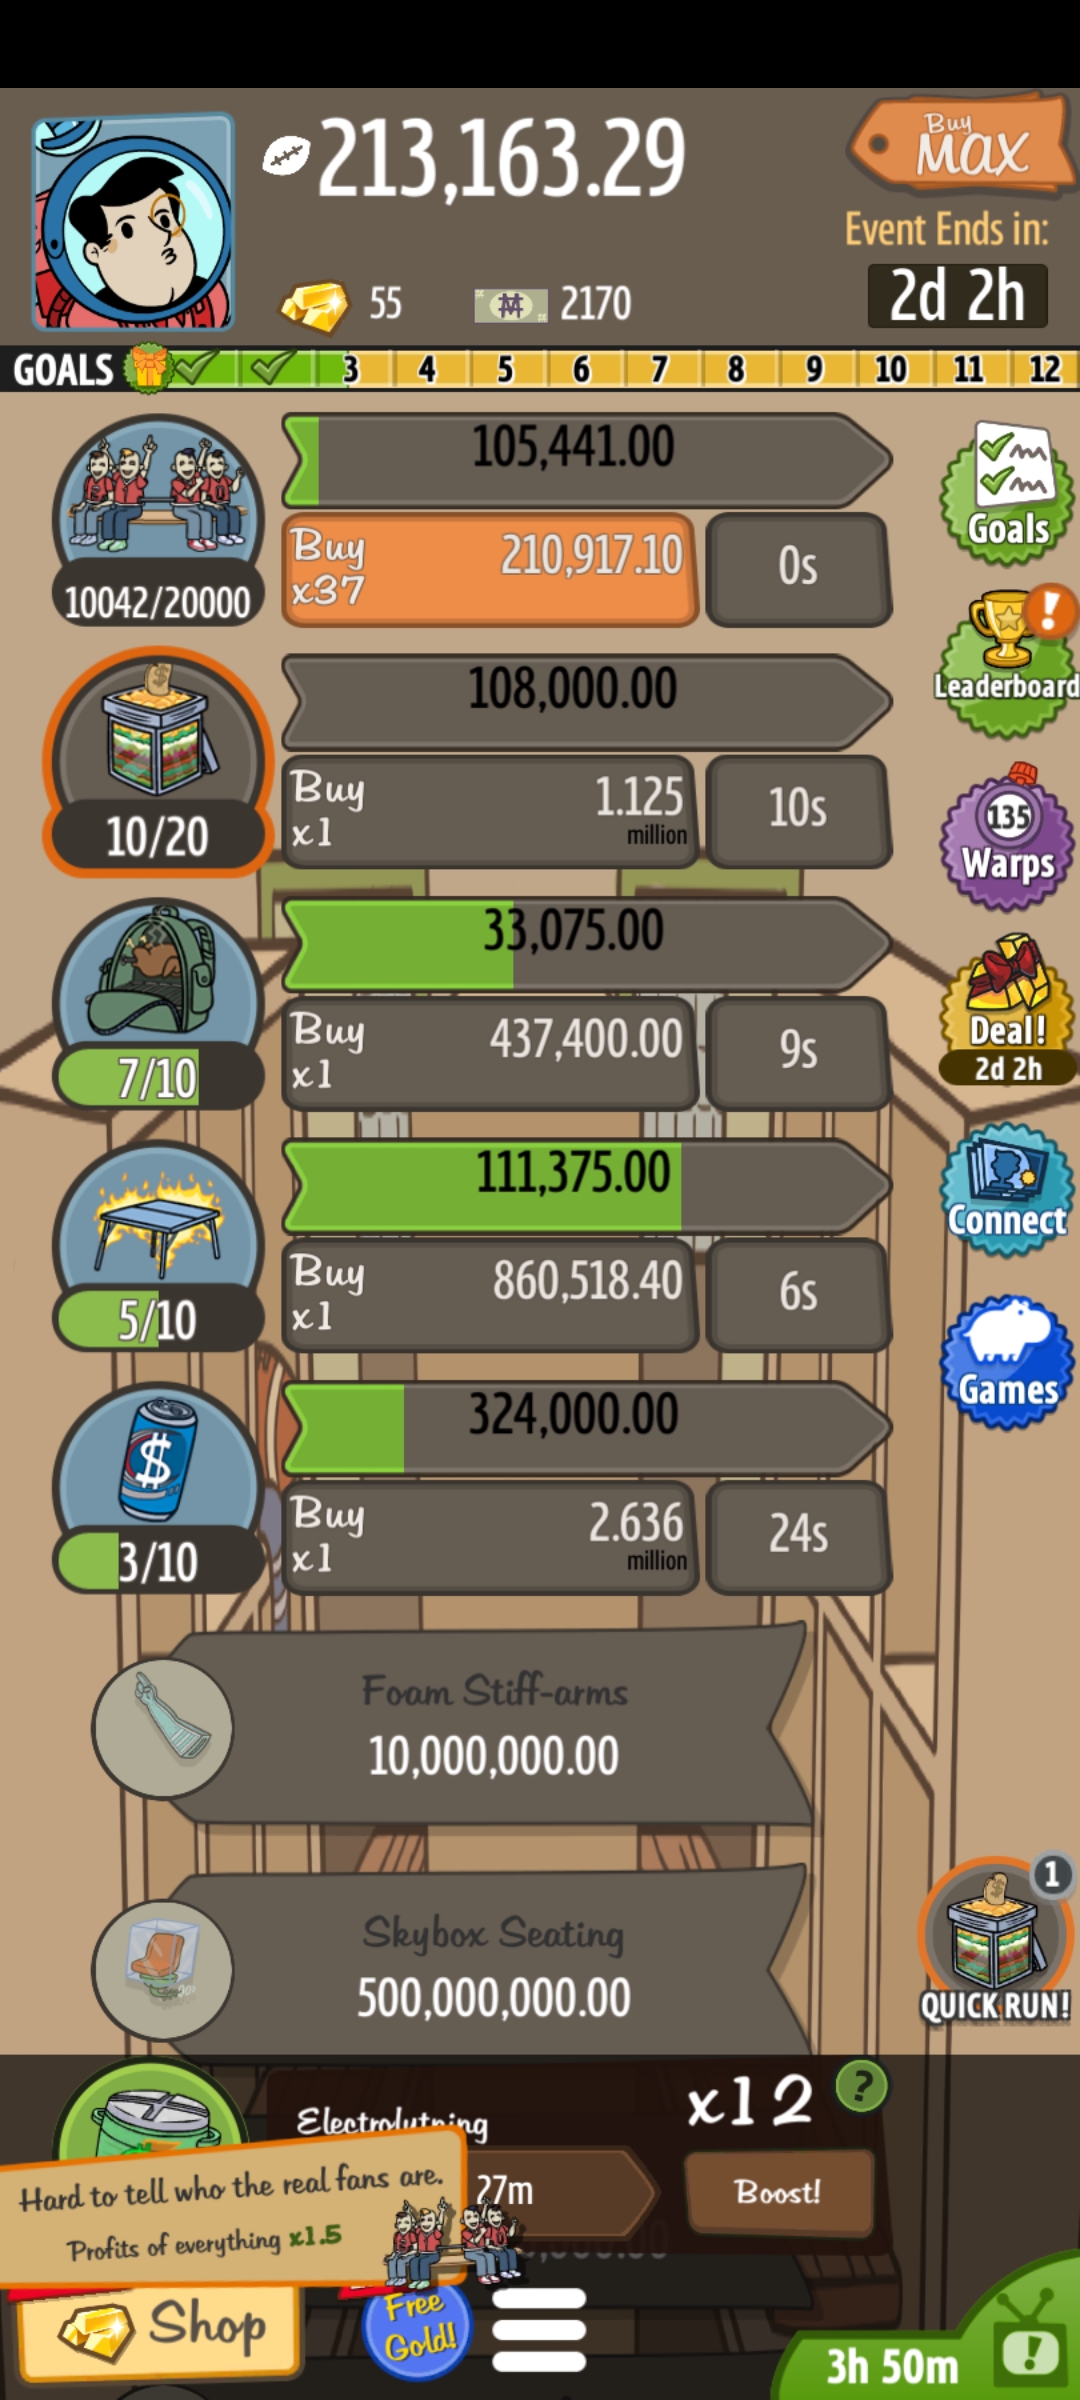 213,163.29
Buy
MAX
Event Ends in:
2d 2h
55
2170
GOALS 3 4 5 6 7 8 9 10 11 12
105,441.00
Buy
x37
210,917.10
0s
10042/20000
Goals
Leaderboard
108,000.00
Buy
x1
1.125
million
10s
10/20
135
Warps
33,075.00
Buy
x1
437,400.00
9s
7/10
Deal!
2d 2h
111,375.00
Buy
x1
860,518.40
6s
5/10
Connect
Games
324,000.00
Buy
x1
2.636
million
24s
3/10
Foam Stiff-arms
10,000,000.00
Skybox Seating
500,000,000.00
1
QUICK RUN!
x12
?
27m
Boost!
Hard to tell who the real fans are.
Profits of everything x1.5
Shop
Free
Gold!
3h 50m